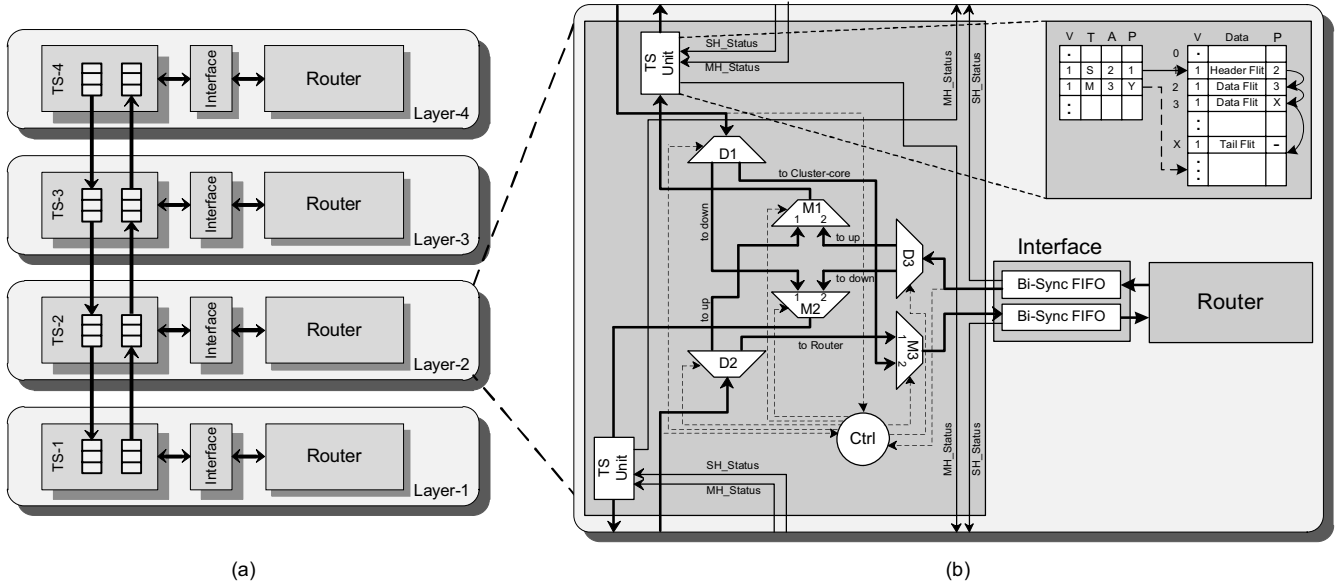 TS-4
Interface
Router
Layer-4
TS-3
Interface
Router
Layer-3
TS-2
Interface
Router
Layer-2
TS-1
Interface
Router
Layer-1
(a)
TS
Unit
SH_Status
MH_Status
MH_Status
SH_Status
V T A P
1 S 2 1
1 M 3 Y
V Data P
0
1 1 Header Flit 2
2 1 Data Flit 3
3 1 Data Flit X
X 1 Tail Flit -
D1
to Cluster-core
to down
M1
1 2
to up
D3
to down
1 2
M2
to up
to Router
D2
1
M3
2
Ctrl
Interface
Bi-Sync FIFO
Bi-Sync FIFO
Router
TS
Unit
SH_Status
MH_Status
MH_Status
SH_Status
(b)